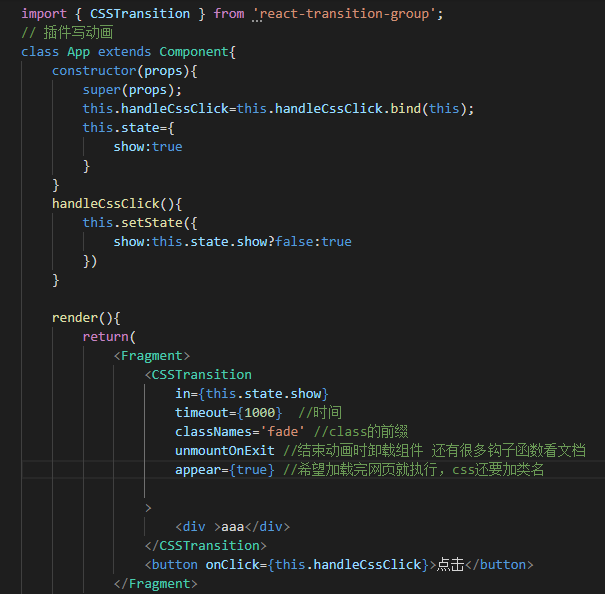 import { CSSTransition } from 'react-transition-group';
// 插件写动画
class App extends Component{
constructor(props){
super(props);
this.handleCssClick=this.handleCssClick.bind(this);
this.state={
show:true
}
}
handleCssClick(){
this.setState({
show:this.state.show?false:true
})
}
render(){
return(
<Fragment>
<CSSTransition
in={this.state.show}
timeout={1000} //时间
classNames='fade' //class的前缀
unmountOnExit //结束动画时卸载组件 还有很多钩子函数看文档
appear={true} //希望加载完网页就执行，css还要加类名
>
<div >aaa</div>
</CSSTransition>
<button onClick={this.handleCssClick}>点击</button>
</Fragment>